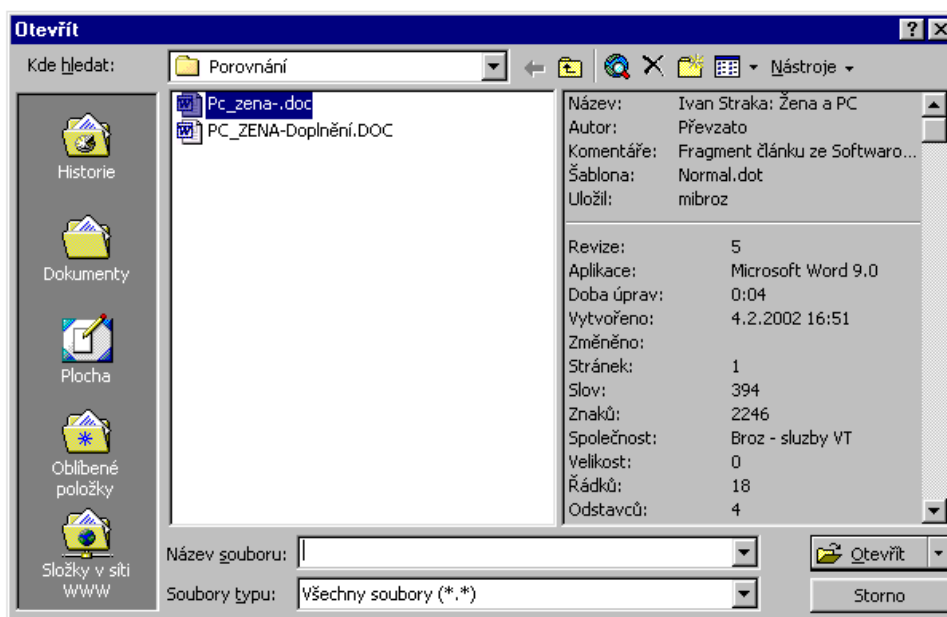 Otevřít
Kde hledat:
Porovnání
Nástroje
Historie
Dokumenty
Plocha
Oblíbené
položky
Složky v síti
WWW
Pc_zena-.doc
PC_ZENA-Doplnění.DOC
Název: Ivan Straka: Žena a PC
Autor: Převzato
Komentáře: Fragment článku ze Softwaro...
Šablona: Normal.dot
Uložil: mibroz
Revize: 5
Aplikace: Microsoft Word 9.0
Doba úprav: 0:04
Vytvořeno: 4.2.2002 16:51
Změněno:
Stránek: 1
Slov: 394
Znaků: 2246
Společnost: Broz - sluzby VT
Velikost: 0
Řádků: 18
Odstavců: 4
Název souboru:
Otevřít
Soubory typu: Všechny soubory (*.*)
Storno